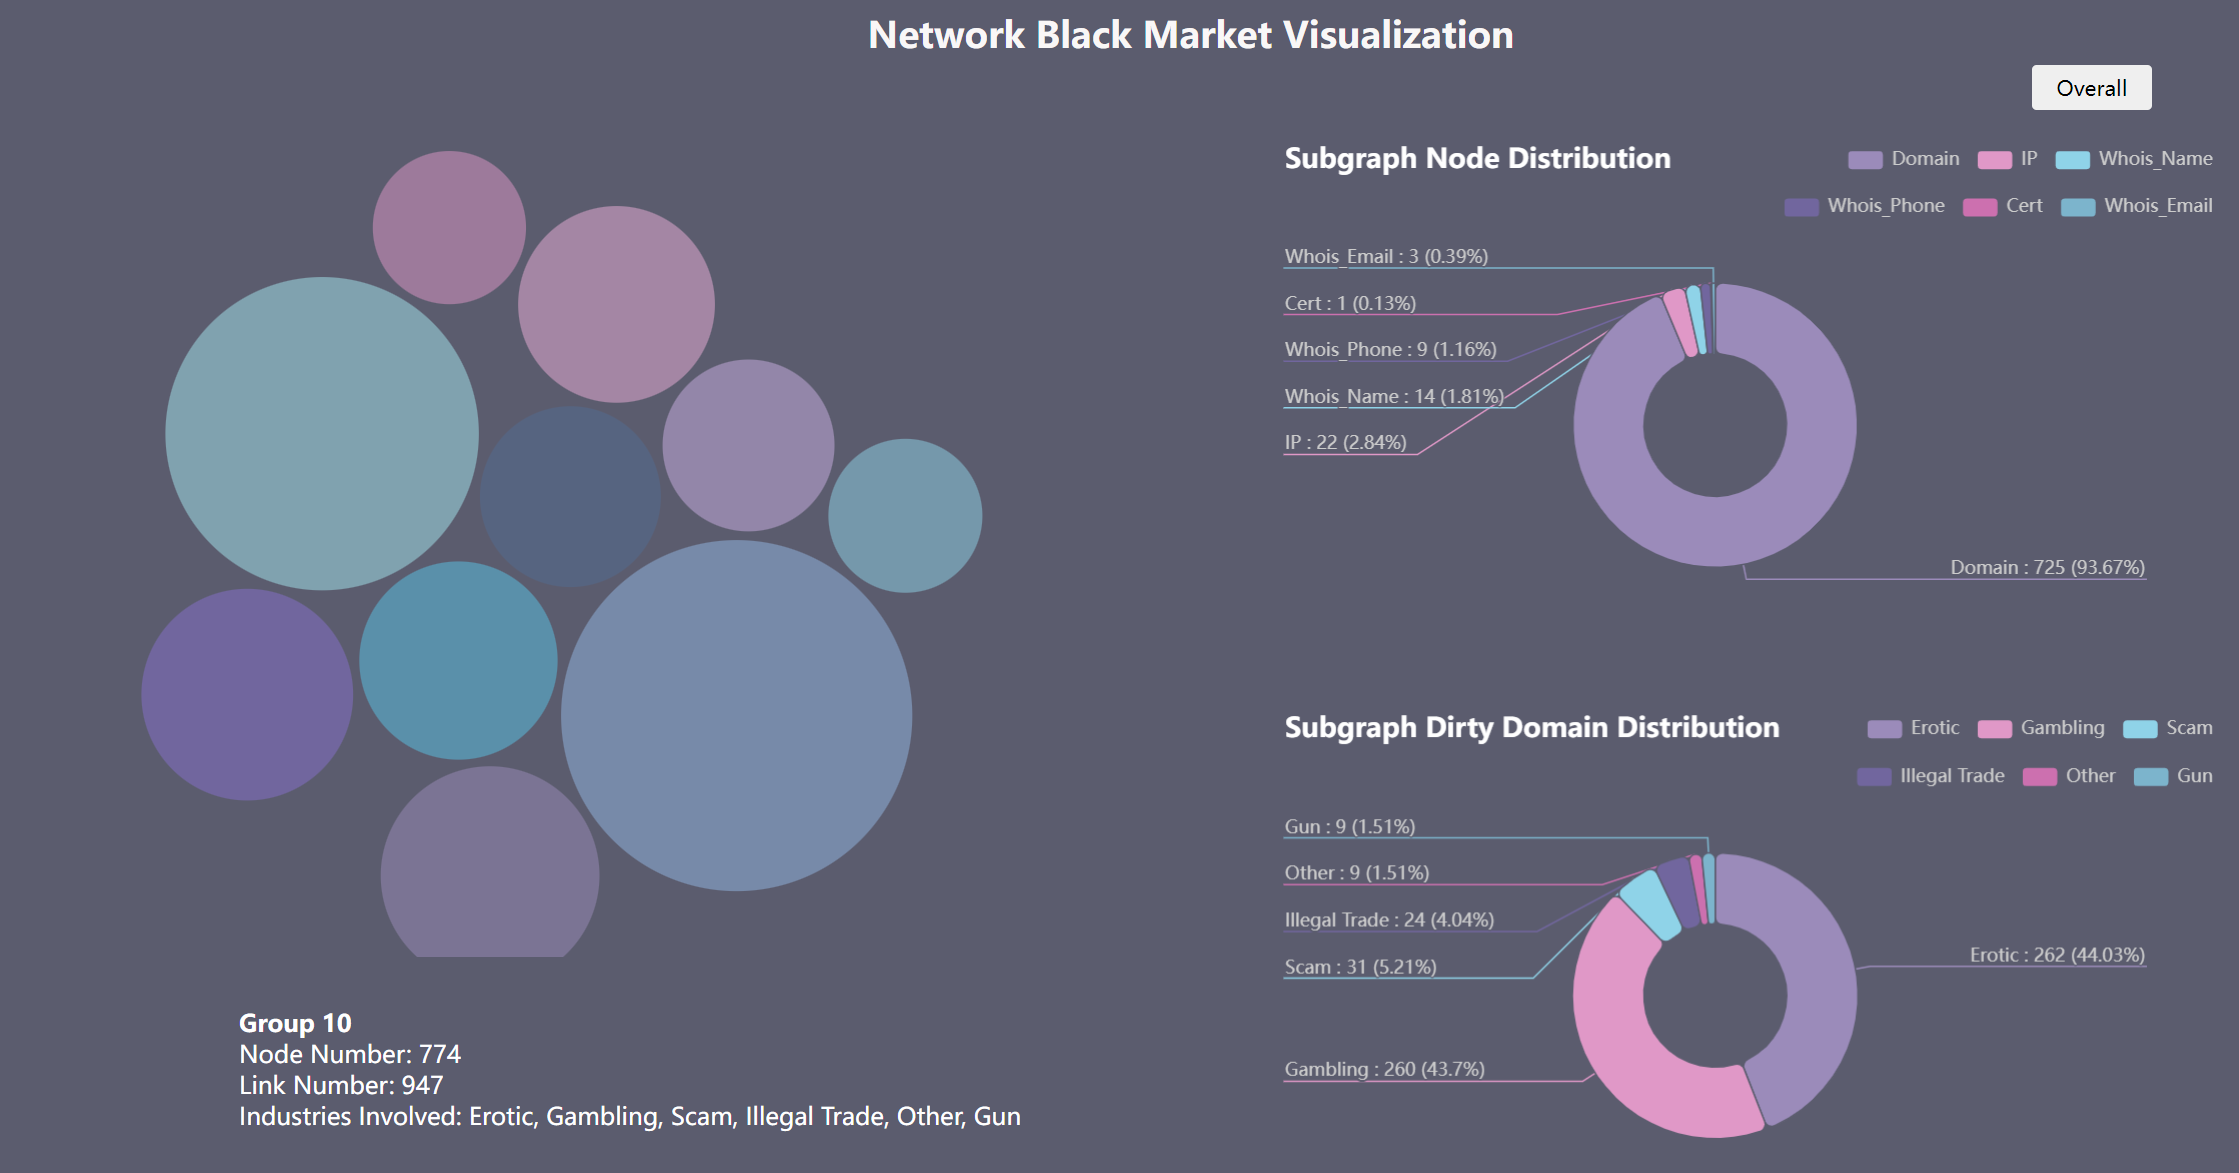 Network Black Market Visualization
Overall
Subgraph Node Distribution
Domain IP Whois_Name
Whois_Phone Cert Whois_Email
Whois_Email : 3 (0.39%)
Cert : 1 (0.13%)
Whois_Phone : 9 (1.16%)
Whois_Name : 14 (1.81%)
IP : 22 (2.84%)
Domain : 725 (93.67%)
Subgraph Dirty Domain Distribution
Erotic Gambling Scam
Illegal Trade Other Gun
Gun : 9 (1.51%)
Other : 9 (1.51%)
Illegal Trade : 24 (4.04%)
Erotic : 262 (44.03%)
Scam : 31 (5.21%)
Gambling : 260 (43.7%)
Group 10
Node Number: 774
Link Number: 947
Industries Involved: Erotic, Gambling, Scam, Illegal Trade, Other, Gun